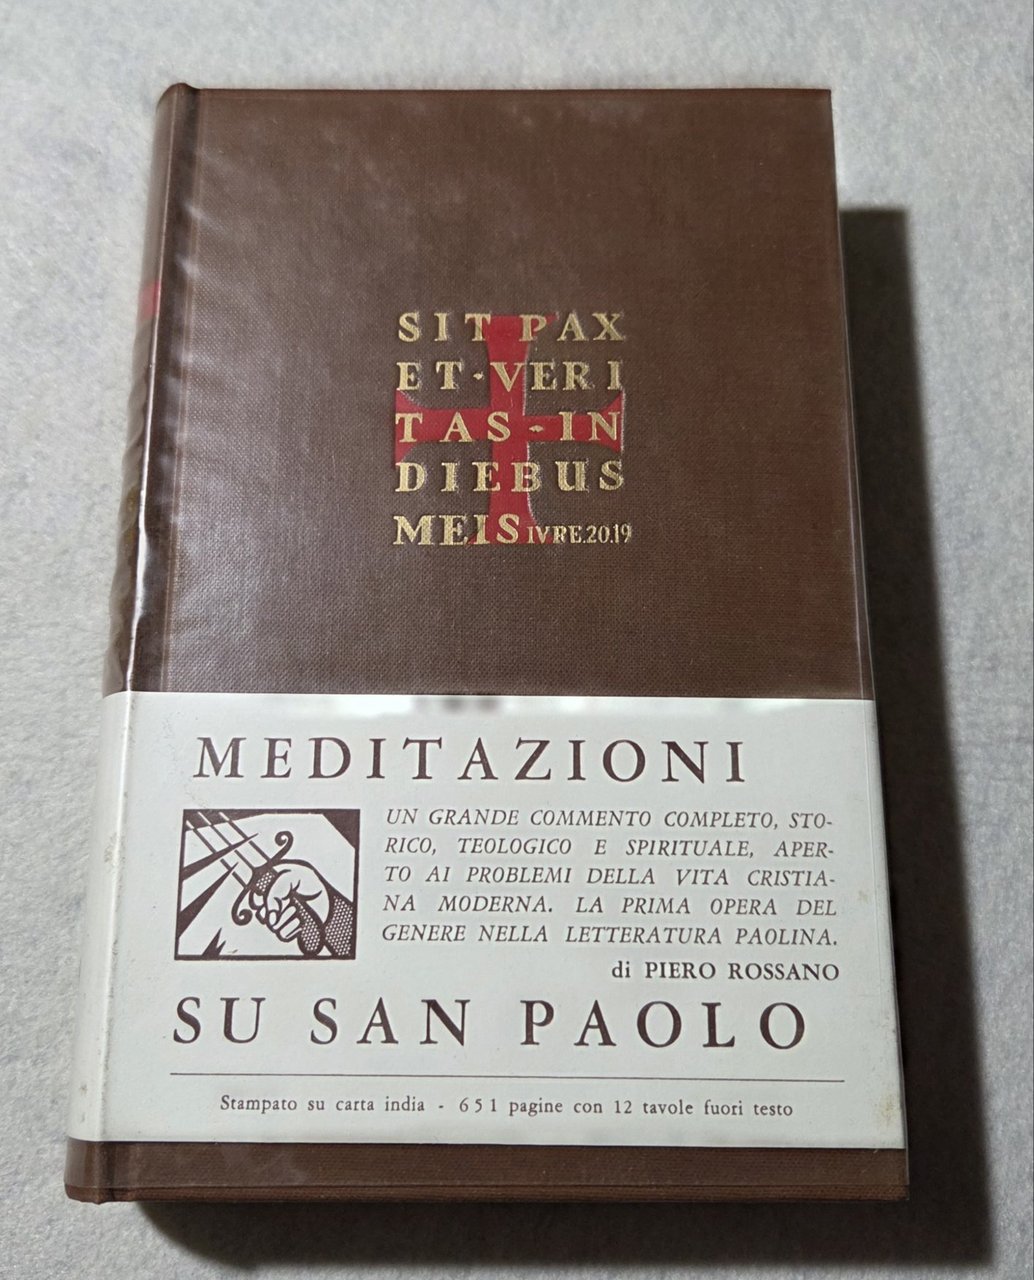 SIT PAX
ET·VERI
TAS·IN
DIEBUS
MEIS IVRE.20.19
MEDITAZIONI
UN GRANDE COMMENTO COMPLETO, STO-
RICO, TEOLOGICO E SPIRITUALE, APER-
TO AI PROBLEMI DELLA VITA CRISTIA-
NA MODERNA. LA PRIMA OPERA DEL
GENERE NELLA LETTERATURA PAOLINA.
di PIERO ROSSANO
SU SAN PAOLO
Stampato su carta india - 651 pagine con 12 tavole fuori testo